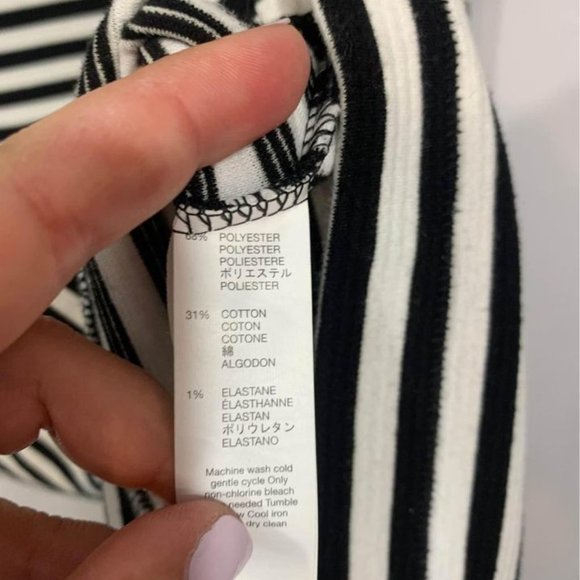 68% POLYESTER
POLYESTER
POLIESTERE
ポリエステル
POLIESTER
31% COTTON
COTON
COTONE
綿
ALGODON
1% ELASTANE
ÉLASTHANNE
ELASTAN
ポリウレタン
ELASTANO
Machine wash cold
gentle cycle Only
non-chlorine bleach
needed Tumble
Cool iron
dry clean